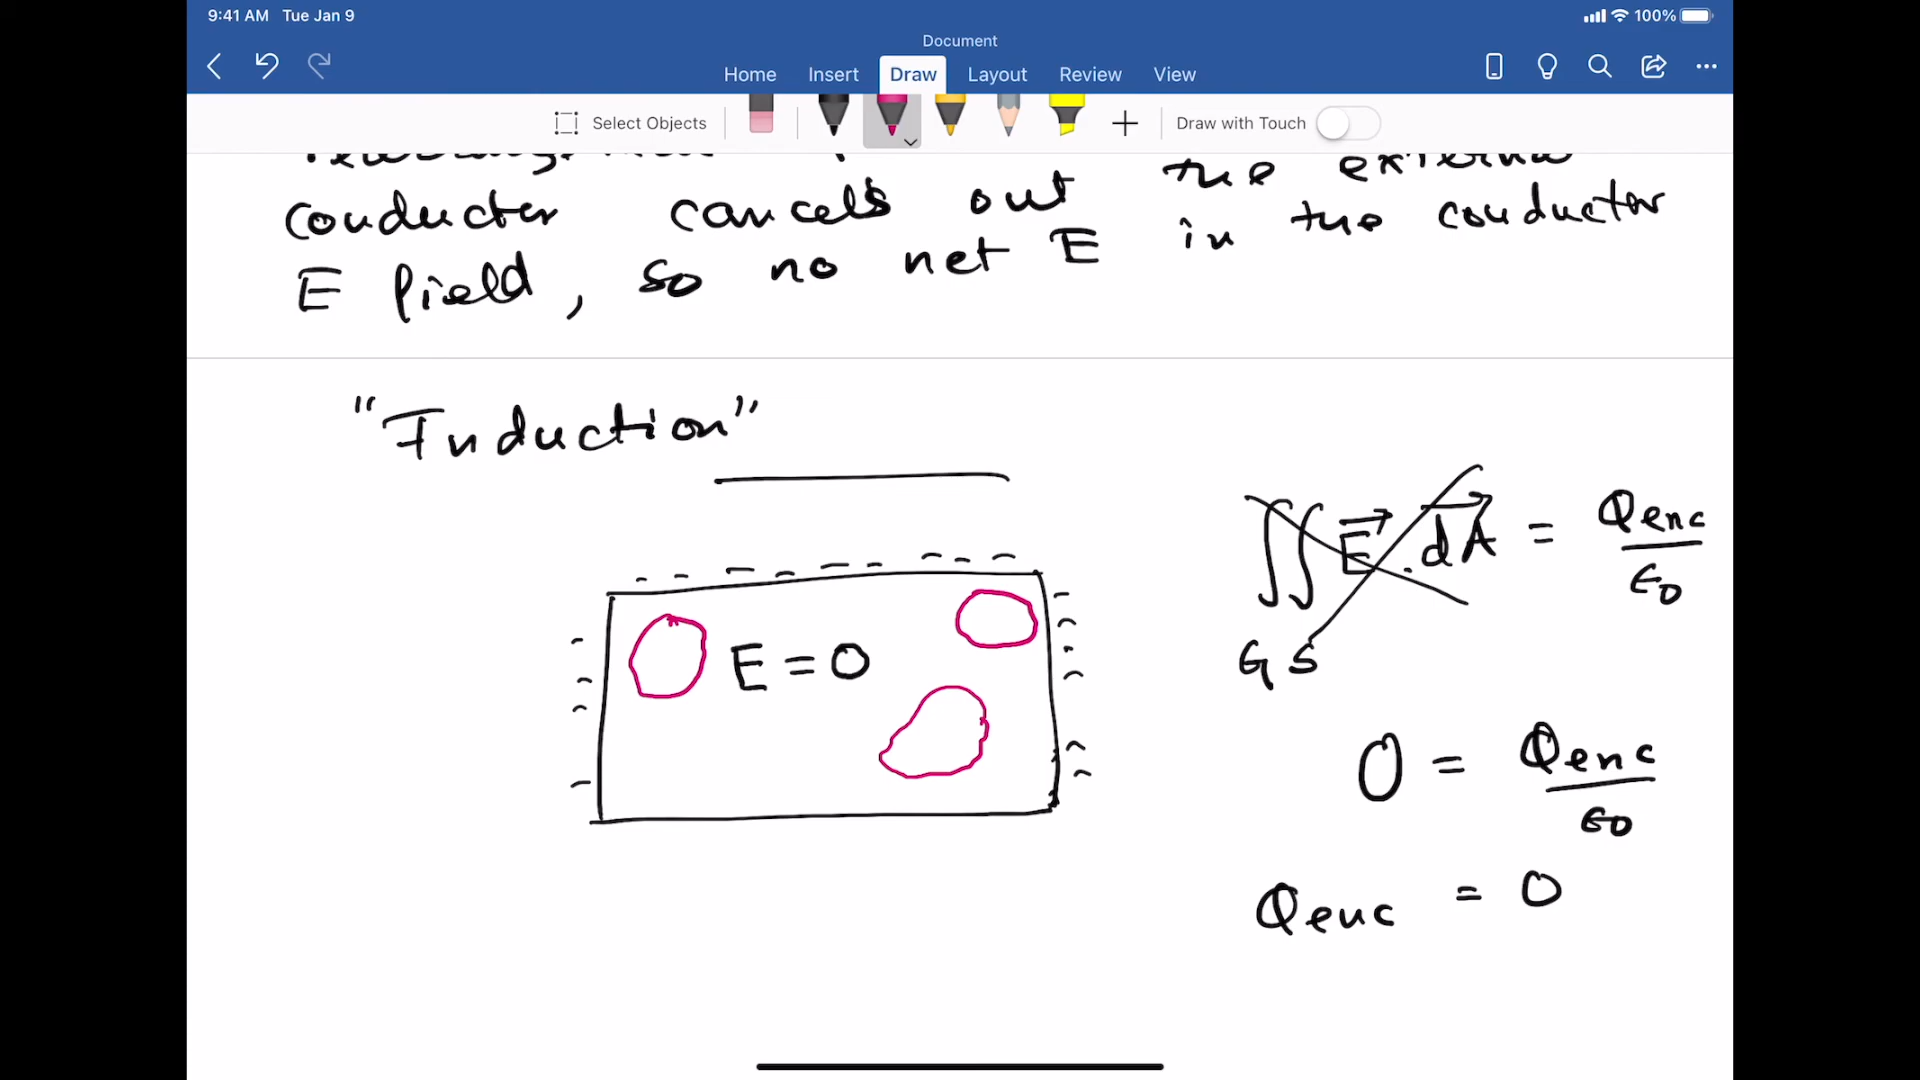 9:41 AM Tue Jan 9
100%
Document
Home Insert Draw Layout Review View
Select Objects
Draw with Touch
the external
conductor cancels out in the conductor
E field, so no net E
"Induction"
∬ E⃗ . dA⃗ = Qenc / ε0
GS
E = 0
0 = Qenc / ε0
Qenc = 0